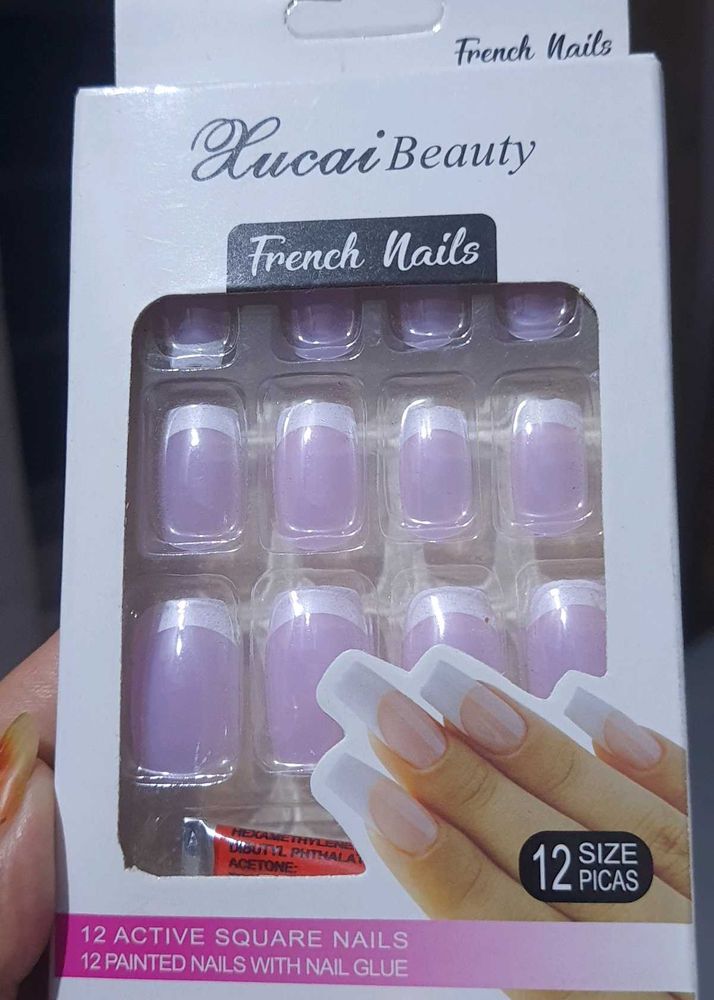 French Nails
Xucai Beauty
French Nails
HEXAMETHYLENE
DIBUTYL PHTHALAT
ACETONE:
12 SIZE
PICAS
12 ACTIVE SQUARE NAILS
12 PAINTED NAILS WITH NAIL GLUE